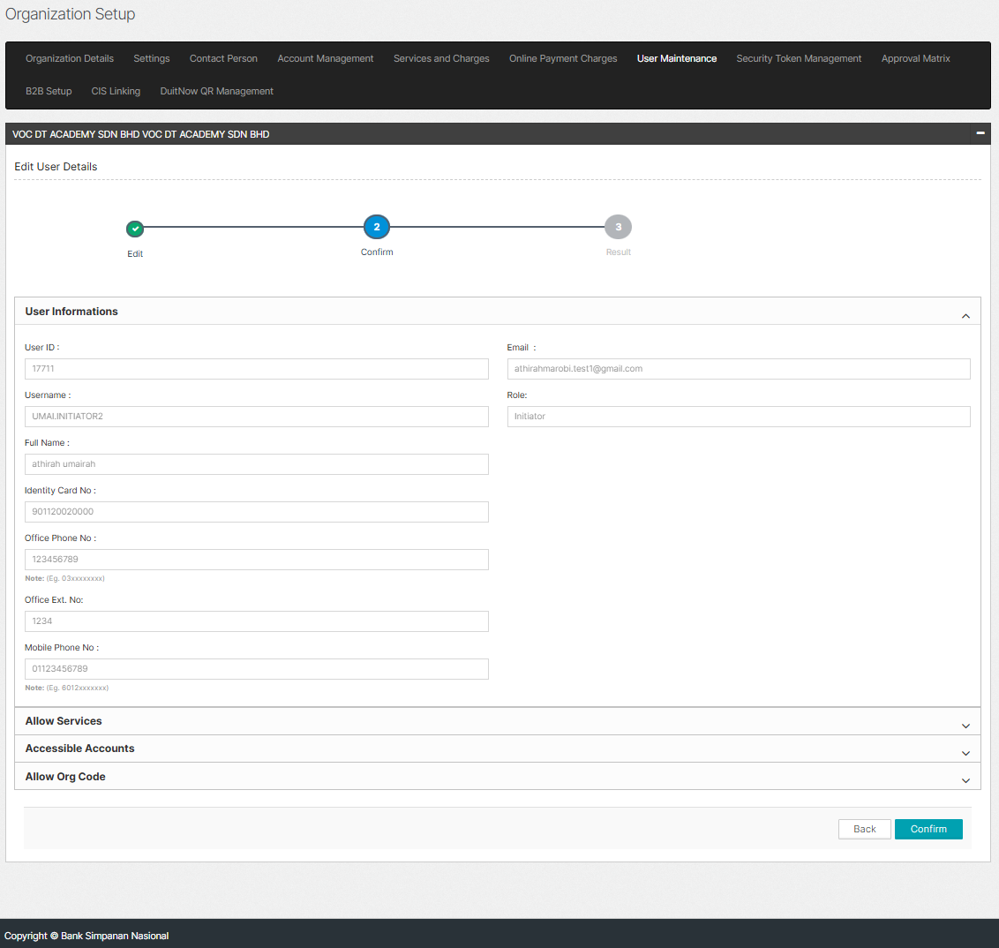 Organization Setup
Organization Details Settings Contact Person Account Management Services and Charges Online Payment Charges User Maintenance Security Token Management Approval Matrix
B2B Setup CIS Linking DuitNow QR Management
VOC DT ACADEMY SDN BHD VOC DT ACADEMY SDN BHD
Edit User Details
2 3
Edit Confirm Result
User Informations
User ID : Email :
17711 athirahmarobi.test1@gmail.com
Username : Role:
UMAI.INITIATOR2 Initiator
Full Name :
athirah umairah
Identity Card No :
901120020000
Office Phone No :
123456789
Note: (Eg. 03xxxxxxxx)
Office Ext. No:
1234
Mobile Phone No :
01123456789
Note: (Eg. 6012xxxxxxx)
Allow Services
Accessible Accounts
Allow Org Code
Back Confirm
Copyright © Bank Simpanan Nasional